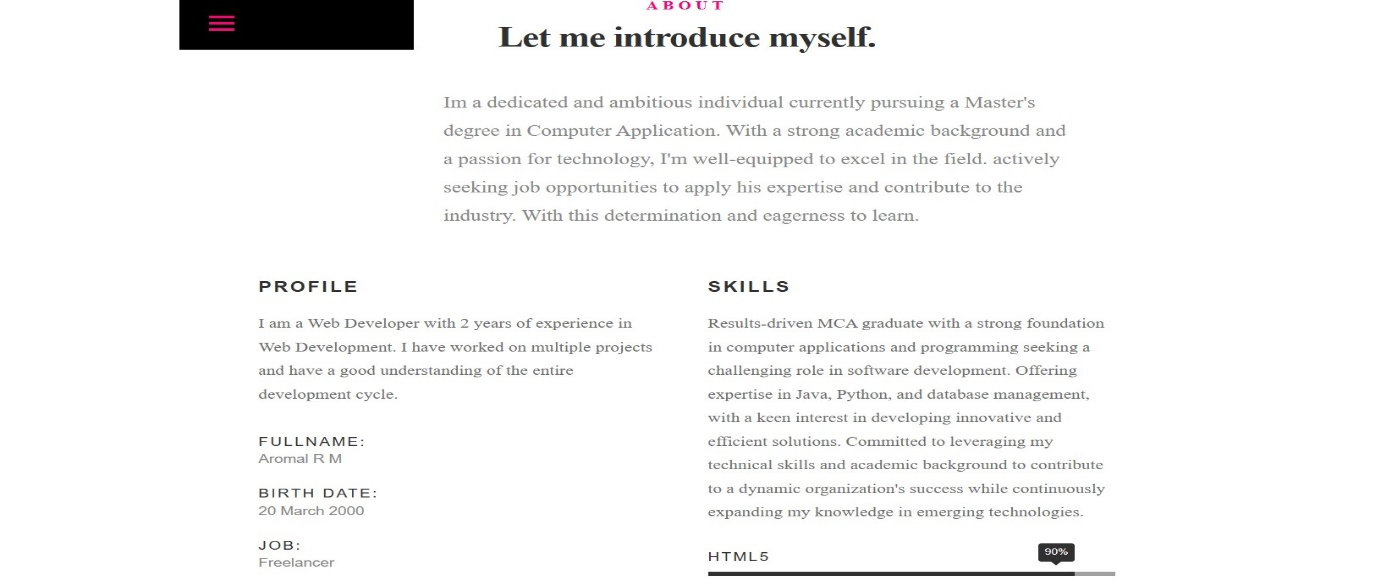 ABOUT
Let me introduce myself.
Im a dedicated and ambitious individual currently pursuing a Master's
degree in Computer Application. With a strong academic background and
a passion for technology, I'm well-equipped to excel in the field. actively
seeking job opportunities to apply his expertise and contribute to the
industry. With this determination and eagerness to learn.
PROFILE
I am a Web Developer with 2 years of experience in
Web Development. I have worked on multiple projects
and have a good understanding of the entire
development cycle.
FULLNAME:
Aromal R M
BIRTH DATE:
20 March 2000
JOB:
Freelancer
SKILLS
Results-driven MCA graduate with a strong foundation
in computer applications and programming seeking a
challenging role in software development. Offering
expertise in Java, Python, and database management,
with a keen interest in developing innovative and
efficient solutions. Committed to leveraging my
technical skills and academic background to contribute
to a dynamic organization's success while continuously
expanding my knowledge in emerging technologies.
HTML5
90%